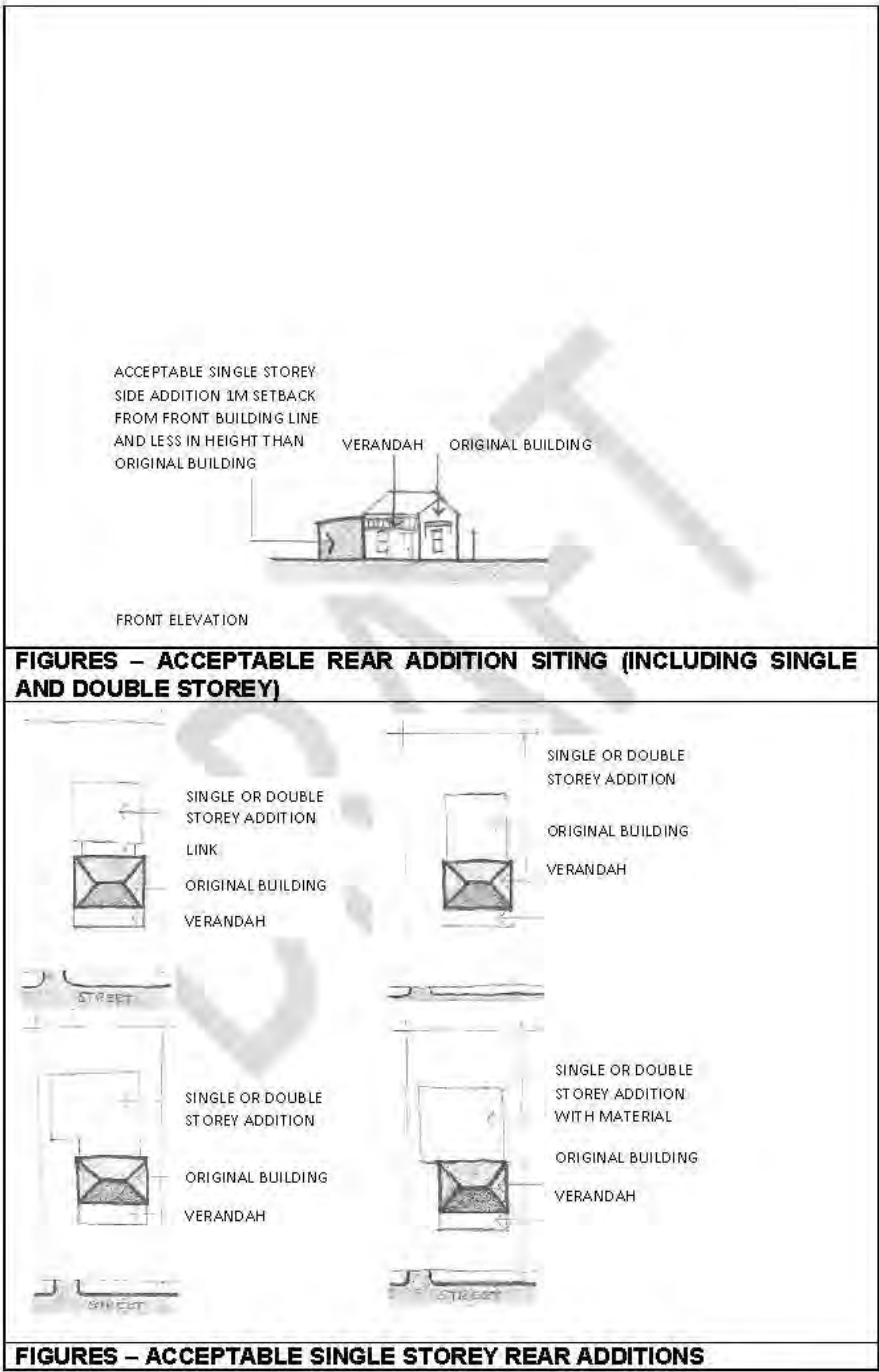 ACCEPTABLE SINGLE STOREY
SIDE ADDITION 1M SETBACK
FROM FRONT BUILDING LINE
AND LESS IN HEIGHT THAN
ORIGINAL BUILDING
VERANDAH
ORIGINAL BUILDING
FRONT ELEVATION
FIGURES – ACCEPTABLE REAR ADDITION SITING (INCLUDING SINGLE
AND DOUBLE STOREY)
SINGLE OR DOUBLE
STOREY ADDITION
LINK
ORIGINAL BUILDING
VERANDAH
STREET
SINGLE OR DOUBLE
STOREY ADDITION
ORIGINAL BUILDING
VERANDAH
SINGLE OR DOUBLE
STOREY ADDITION
ORIGINAL BUILDING
VERANDAH
STREET
SINGLE OR DOUBLE
STOREY ADDITION
WITH MATERIAL
ORIGINAL BUILDING
VERANDAH
STREET
FIGURES – ACCEPTABLE SINGLE STOREY REAR ADDITIONS